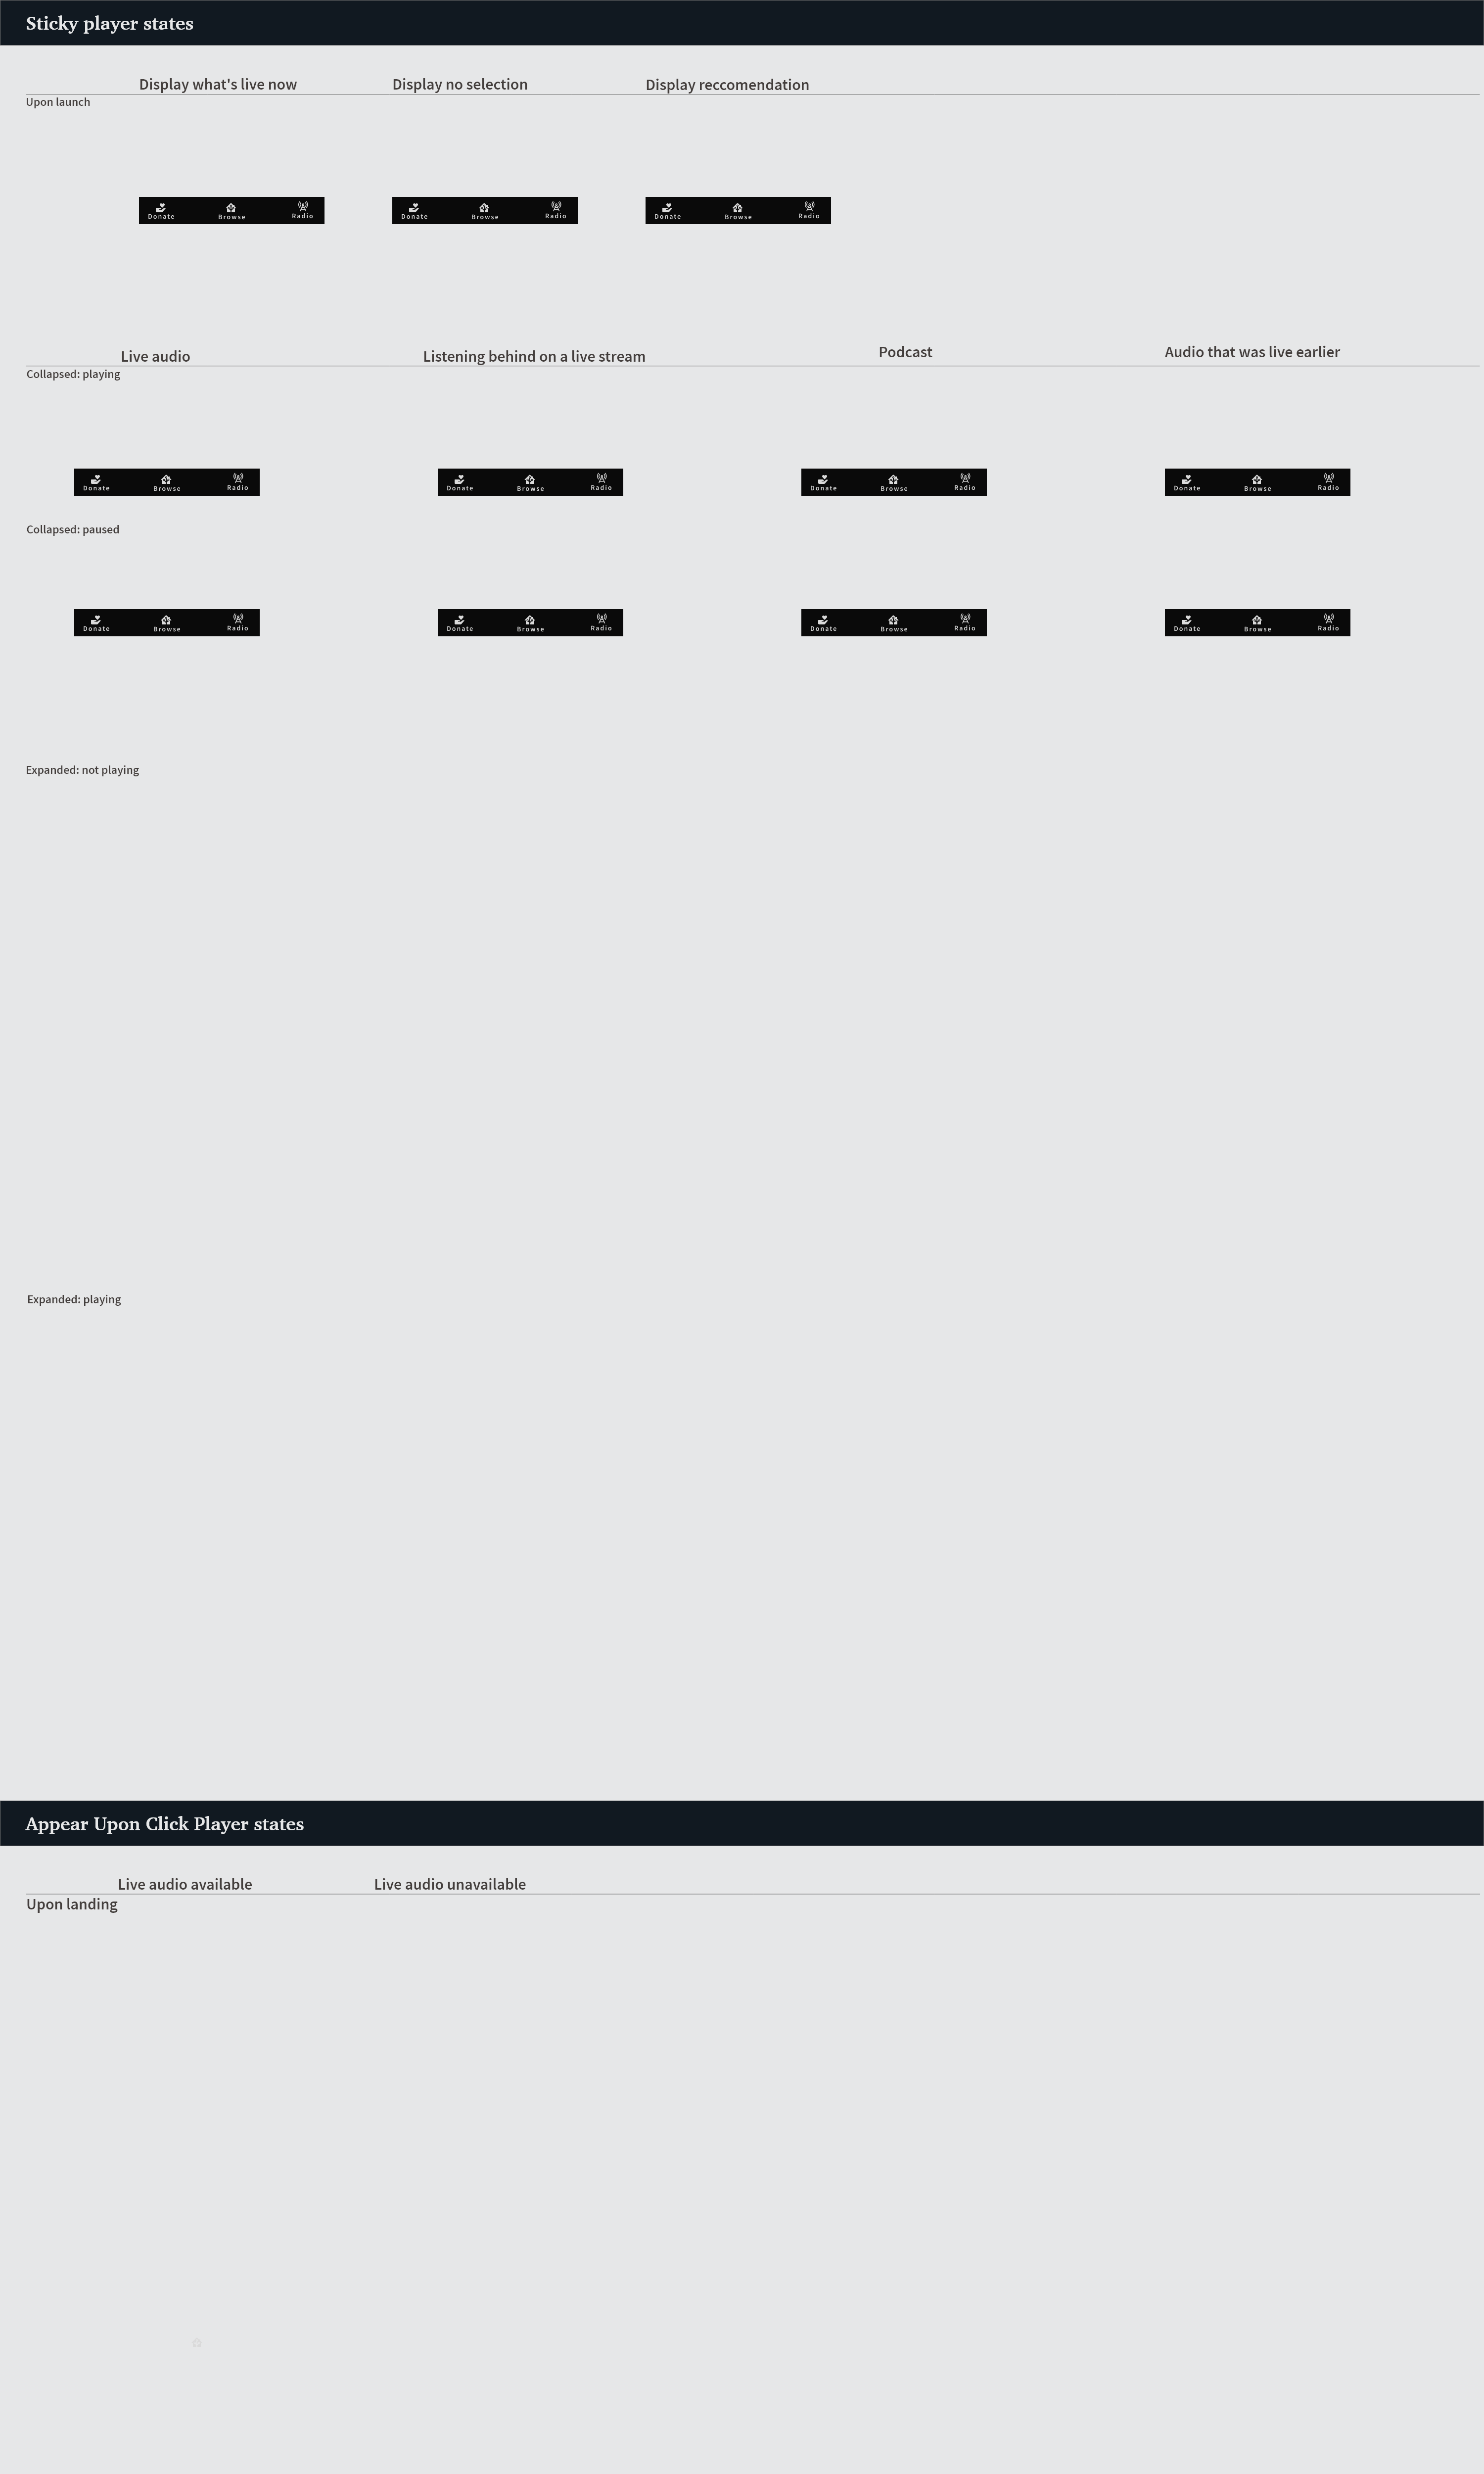 Sticky player states
Display what's live now
Display no selection
Display reccomendation
Upon launch
Donate Browse Radio
Donate Browse Radio
Donate Browse Radio
Live audio
Listening behind on a live stream
Podcast
Audio that was live earlier
Collapsed: playing
Donate Browse Radio
Donate Browse Radio
Donate Browse Radio
Donate Browse Radio
Collapsed: paused
Donate Browse Radio
Donate Browse Radio
Donate Browse Radio
Donate Browse Radio
Expanded: not playing
Expanded: playing
Appear Upon Click Player states
Live audio available
Live audio unavailable
Upon landing